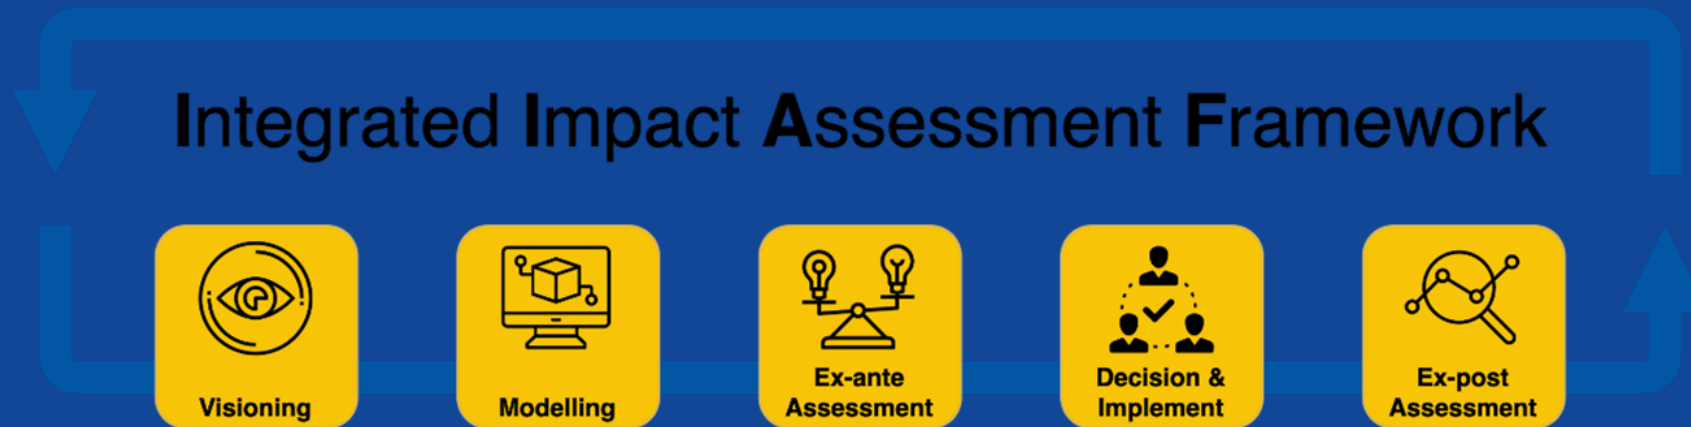 Integrated Impact Assessment Framework
Visioning
Modelling
Ex-ante
Assessment
Decision &
Implement
Ex-post
Assessment